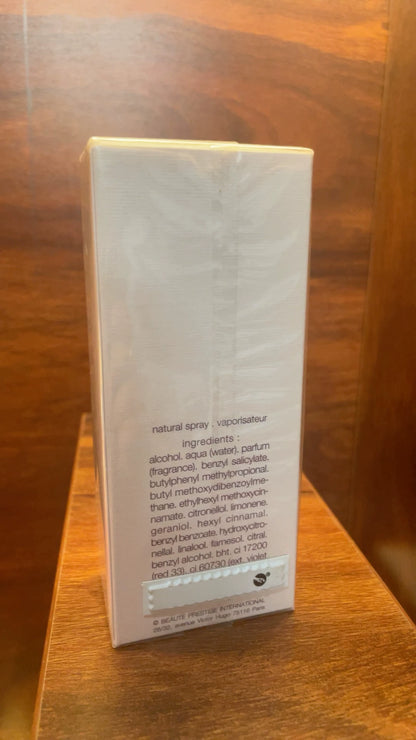 natural spray . vaporisateur
ingredients :
alcohol. aqua (water). parfum
(fragrance). benzyl salicylate.
butylphenyl methylpropional.
butyl methoxydibenzoylme-
thane. ethylhexyl methoxycin-
namate. citronellol. limonene.
geraniol. hexyl cinnamal.
benzyl benzoate. hydroxycitro-
nellal. linalool. farnesol. citral.
benzyl alcohol. bht. ci 17200
(red 33). ci 60730 (ext. violet
© BEAUTÉ PRESTIGE INTERNATIONAL
28/32, avenue Victor Hugo 75116 Paris